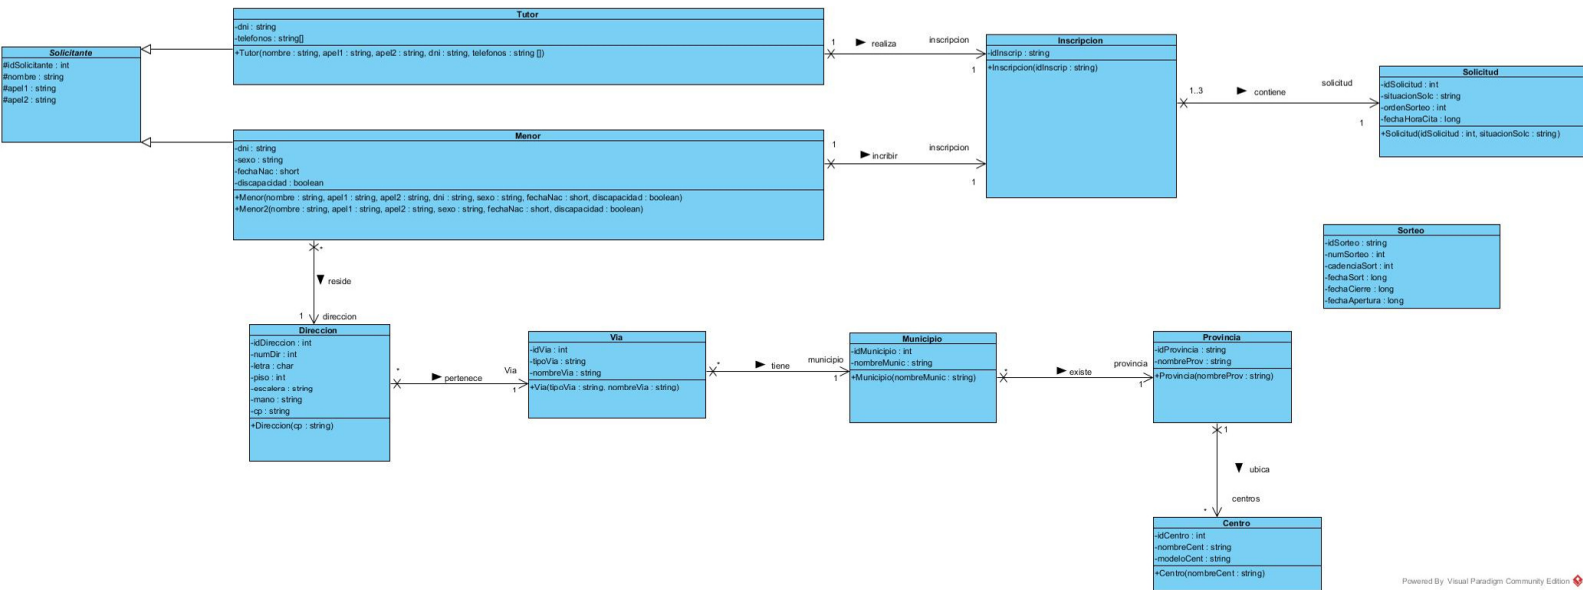 Solicitante
#idSolicitante : int
#nombre : string
#apel1 : string
#apel2 : string
Tutor
-dni : string
-telefonos : string[]
+Tutor(nombre : string, apel1 : string, apel2 : string, dni : string, telefonos : string [])
1
realiza
inscripcion
1
Inscripcion
-idInscrip : string
+Inscripcion(idInscrip : string)
1..3
contiene
solicitud
1
Solicitud
-idSolicitud : int
-situacionSolc : string
-ordenSorteo : int
-fechaHoraCita : long
+Solicitud(idSolicitud : int, situacionSolc : string)
Menor
-dni : string
-sexo : string
-fechaNac : short
-discapacidad : boolean
+Menor(nombre : string, apel1 : string, apel2 : string, dni : string, sexo : string, fechaNac : short, discapacidad : boolean)
+Menor2(nombre : string, apel1 : string, apel2 : string, sexo : string, fechaNac : short, discapacidad : boolean)
1
incribir
inscripcion
1
Sorteo
-idSorteo : string
-numSorteo : int
-cadenciaSort : int
-fechaSort : long
-fechaCierre : long
-fechaApertura : long
*
reside
1
direccion
Direccion
-idDireccion : int
-numDir : int
-letra : char
-piso : int
-escalera : string
-mano : string
-cp : string
+Direccion(cp : string)
*
pertenece
Via
1
Via
-idVia : int
-tipoVia : string
-nombreVia : string
+Via(tipoVia : string, nombreVia : string)
*
tiene
municipio
1
Municipio
-idMunicipio : int
-nombreMunic : string
+Municipio(nombreMunic : string)
*
existe
provincia
1
Provincia
-idProvincia : string
-nombreProv : string
+Provincia(nombreProv : string)
1
ubica
centros
*
Centro
-idCentro : int
-nombreCent : string
-modeloCent : string
+Centro(nombreCent : string)
Powered By Visual Paradigm Community Edition